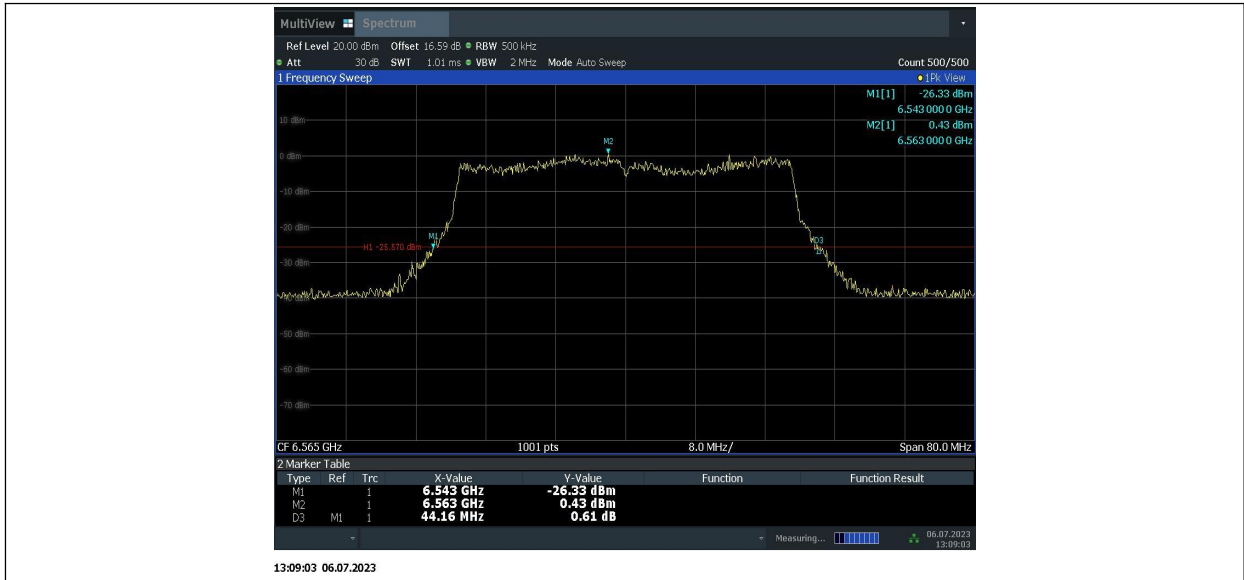 MultiView Spectrum
Ref Level 20.00 dBm Offset 16.59 dB RBW 500 kHz
Att 30 dB SWT 1.01 ms VBW 2 MHz Mode Auto Sweep Count 500/500
1 Frequency Sweep 1Pk View
M1[1] -26.33 dBm
6.543 000 0 GHz
M2[1] 0.43 dBm
6.563 000 0 GHz
10 dBm
M2
0 dBm
-10 dBm
-20 dBm
M1
D3
H1 -25.570 dBm
-30 dBm
-40 dBm
-50 dBm
-60 dBm
-70 dBm
CF 6.565 GHz 1001 pts 8.0 MHz/ Span 80.0 MHz
2 Marker Table
Type Ref Trc X-Value Y-Value Function Function Result
M1 1 6.543 GHz -26.33 dBm
M2 1 6.563 GHz 0.43 dBm
D3 M1 1 44.16 MHz 0.61 dB
Measuring... 06.07.2023
13:09:03
13:09:03 06.07.2023